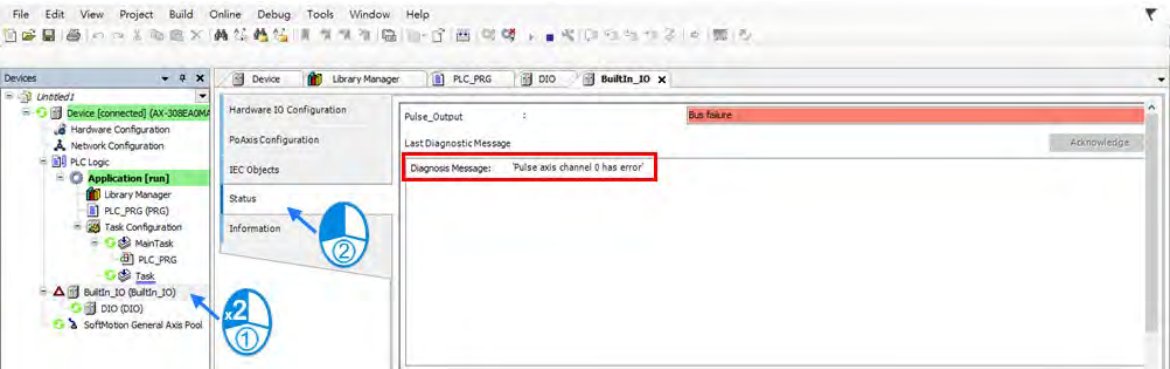 File Edit View Project Build Online Debug Tools Window Help
Devices
Device Library Manager PLC_PRG DIO BuiltIn_IO x
Untitled1
Device [connected] (AX-308EA0MA
Hardware Configuration
Network Configuration
PLC Logic
Application [run]
Library Manager
PLC_PRG (PRG)
Task Configuration
MainTask
PLC_PRG
Task
BuiltIn_IO (BuiltIn_IO)
DIO (DIO)
SoftMotion General Axis Pool
x2
1
Hardware IO Configuration
PoAxis Configuration
IEC Objects
Status
Information
2
Pulse_Output : Bus failure
Last Diagnostic Message Acknowledge
Diagnosis Message: 'Pulse axis channel 0 has error'